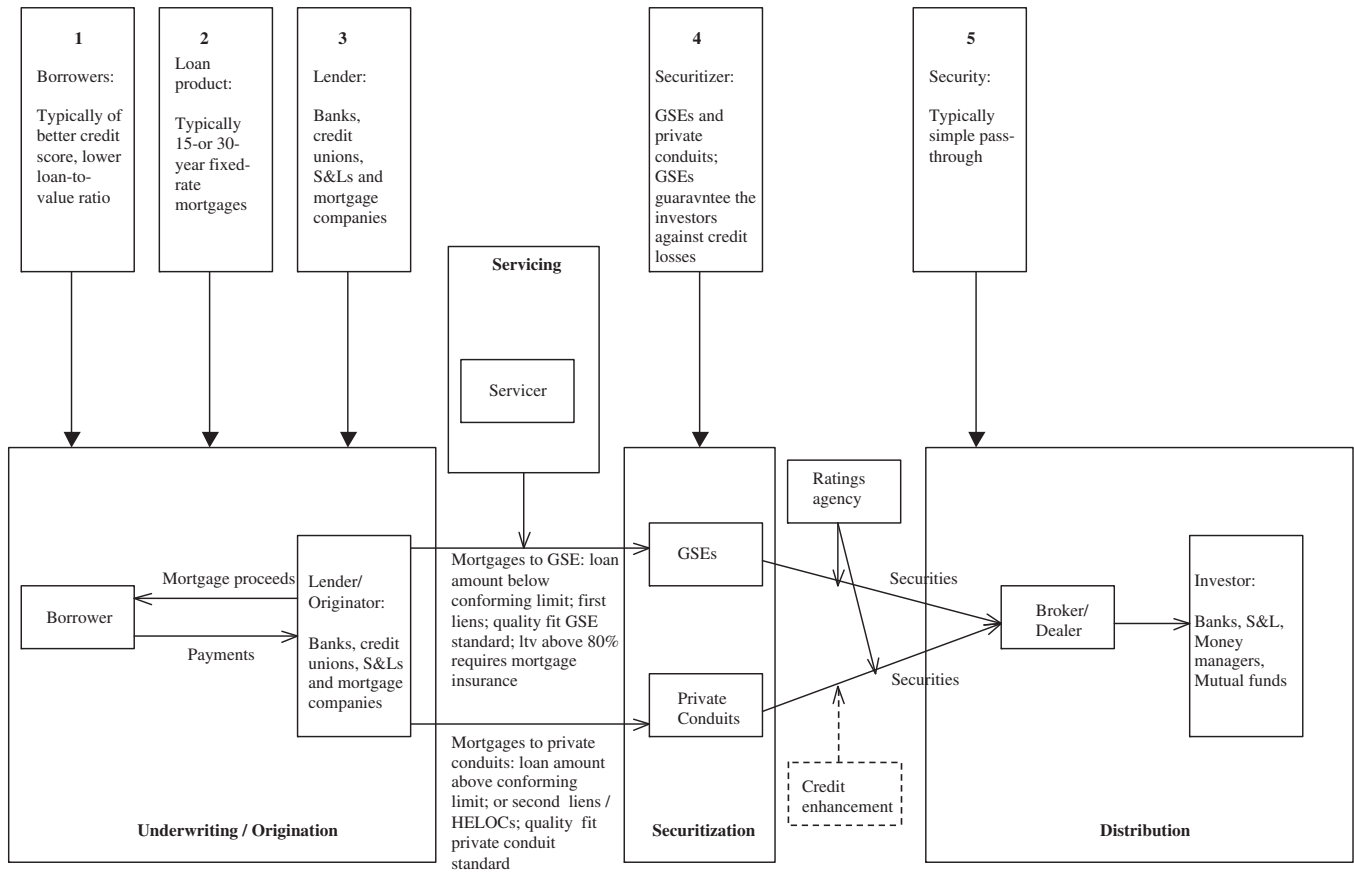 1
Borrowers:
Typically of
better credit
score, lower
loan-to-
value ratio
2
Loan
product:
Typically
15-or 30-
year fixed-
rate
mortgages
3
Lender:
Banks,
credit
unions,
S&Ls and
mortgage
companies
4
Securitizer:
GSEs and
private
conduits;
GSEs
guaravntee the
investors
against credit
losses
5
Security:
Typically
simple pass-
through
Servicing
Servicer
Borrower
Mortgage proceeds
Payments
Lender/
Originator:
Banks, credit
unions, S&Ls
and mortgage
companies
Underwriting / Origination
Mortgages to GSE: loan
amount below
conforming limit; first
liens; quality fit GSE
standard; ltv above 80%
requires mortgage
insurance
Mortgages to private
conduits: loan amount
above conforming
limit; or second liens /
HELOCs; quality fit
private conduit
standard
GSEs
Private
Conduits
Securitization
Ratings
agency
Securities
Securities
Credit
enhancement
Broker/
Dealer
Investor:
Banks, S&L,
Money
managers,
Mutual funds
Distribution